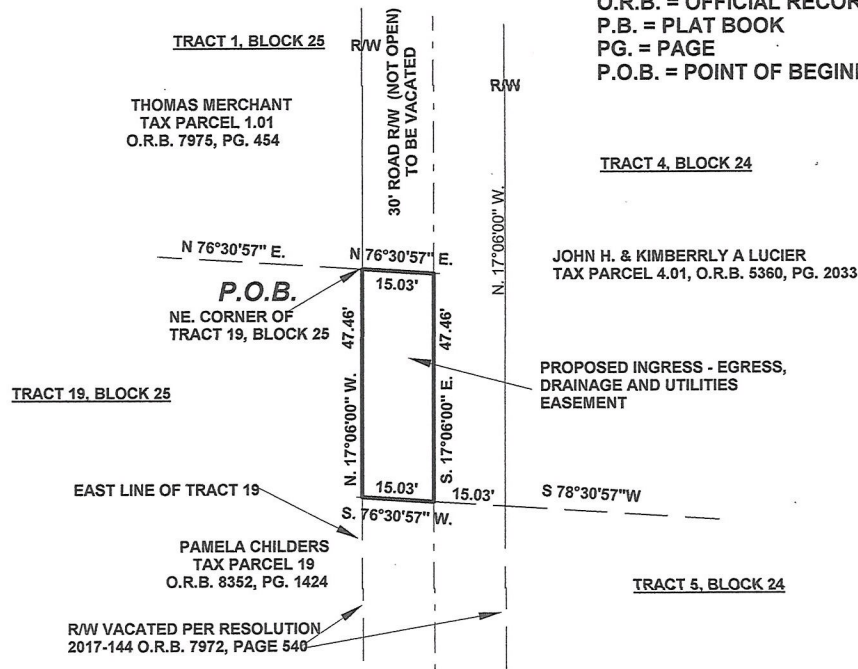 O.R.B. = OFFICIAL RECOR
P.B. = PLAT BOOK
PG. = PAGE
P.O.B. = POINT OF BEGINI
TRACT 1, BLOCK 25
R/W
30' ROAD R/W (NOT OPEN)
TO BE VACATED
R/W
THOMAS MERCHANT
TAX PARCEL 1.01
O.R.B. 7975, PG. 454
TRACT 4, BLOCK 24
N. 17°06'00" W.
N 76°30'57" E.
N 76°30'57" E.
JOHN H. & KIMBERRLY A LUCIER
TAX PARCEL 4.01, O.R.B. 5360, PG. 2033
P.O.B.
15.03'
NE. CORNER OF
TRACT 19, BLOCK 25
47.46'
47.46'
PROPOSED INGRESS - EGRESS,
DRAINAGE AND UTILITIES
EASEMENT
TRACT 19, BLOCK 25
N. 17°06'00" W.
S. 17°06'00" E.
EAST LINE OF TRACT 19
15.03'
15.03'
S 78°30'57"W
S. 76°30'57" W.
PAMELA CHILDERS
TAX PARCEL 19
O.R.B. 8352, PG. 1424
TRACT 5, BLOCK 24
R/W VACATED PER RESOLUTION
2017-144 O.R.B. 7972, PAGE 540